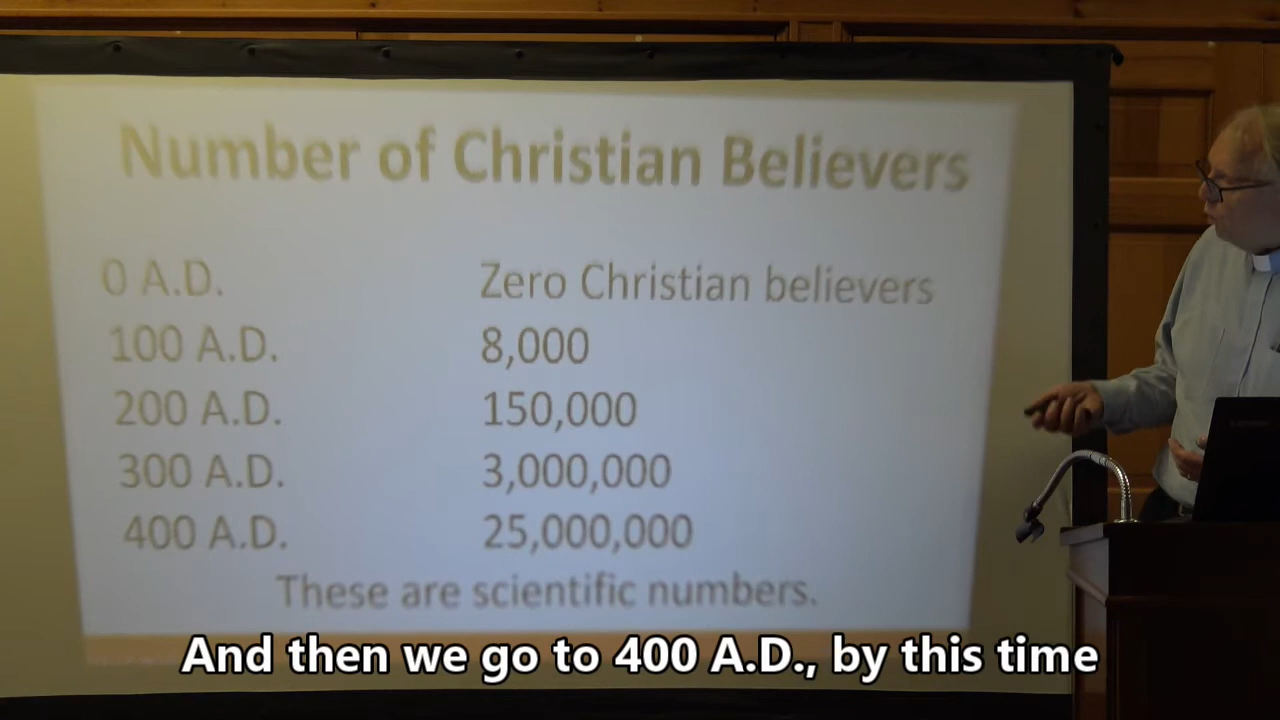 Number of Christian Believers
0 A.D. Zero Christian believers
100 A.D. 8,000
200 A.D. 150,000
300 A.D. 3,000,000
400 A.D. 25,000,000
These are scientific numbers.
And then we go to 400 A.D., by this time